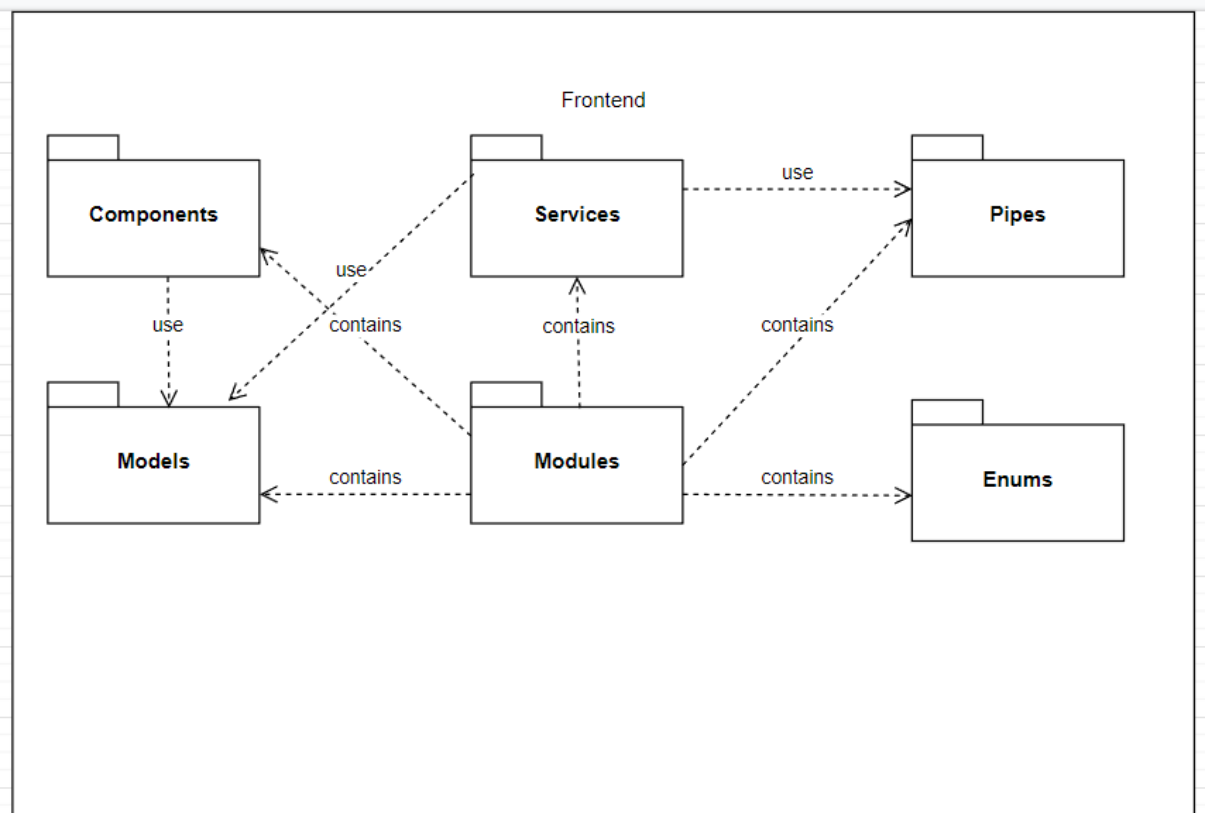 Frontend
Components
Services
use
Pipes
use
use
contains
contains
contains
Models
Modules
contains
contains
Enums